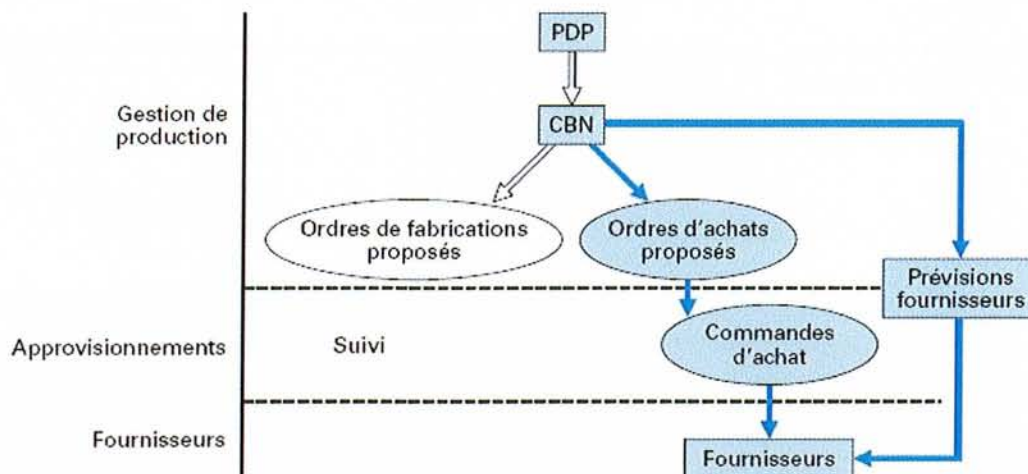 PDP
Gestion de
production
CBN
Ordres de fabrications
proposés
Ordres d'achats
proposés
Prévisions
fournisseurs
Approvisionnements
Suivi
Commandes
d'achat
Fournisseurs
Fournisseurs